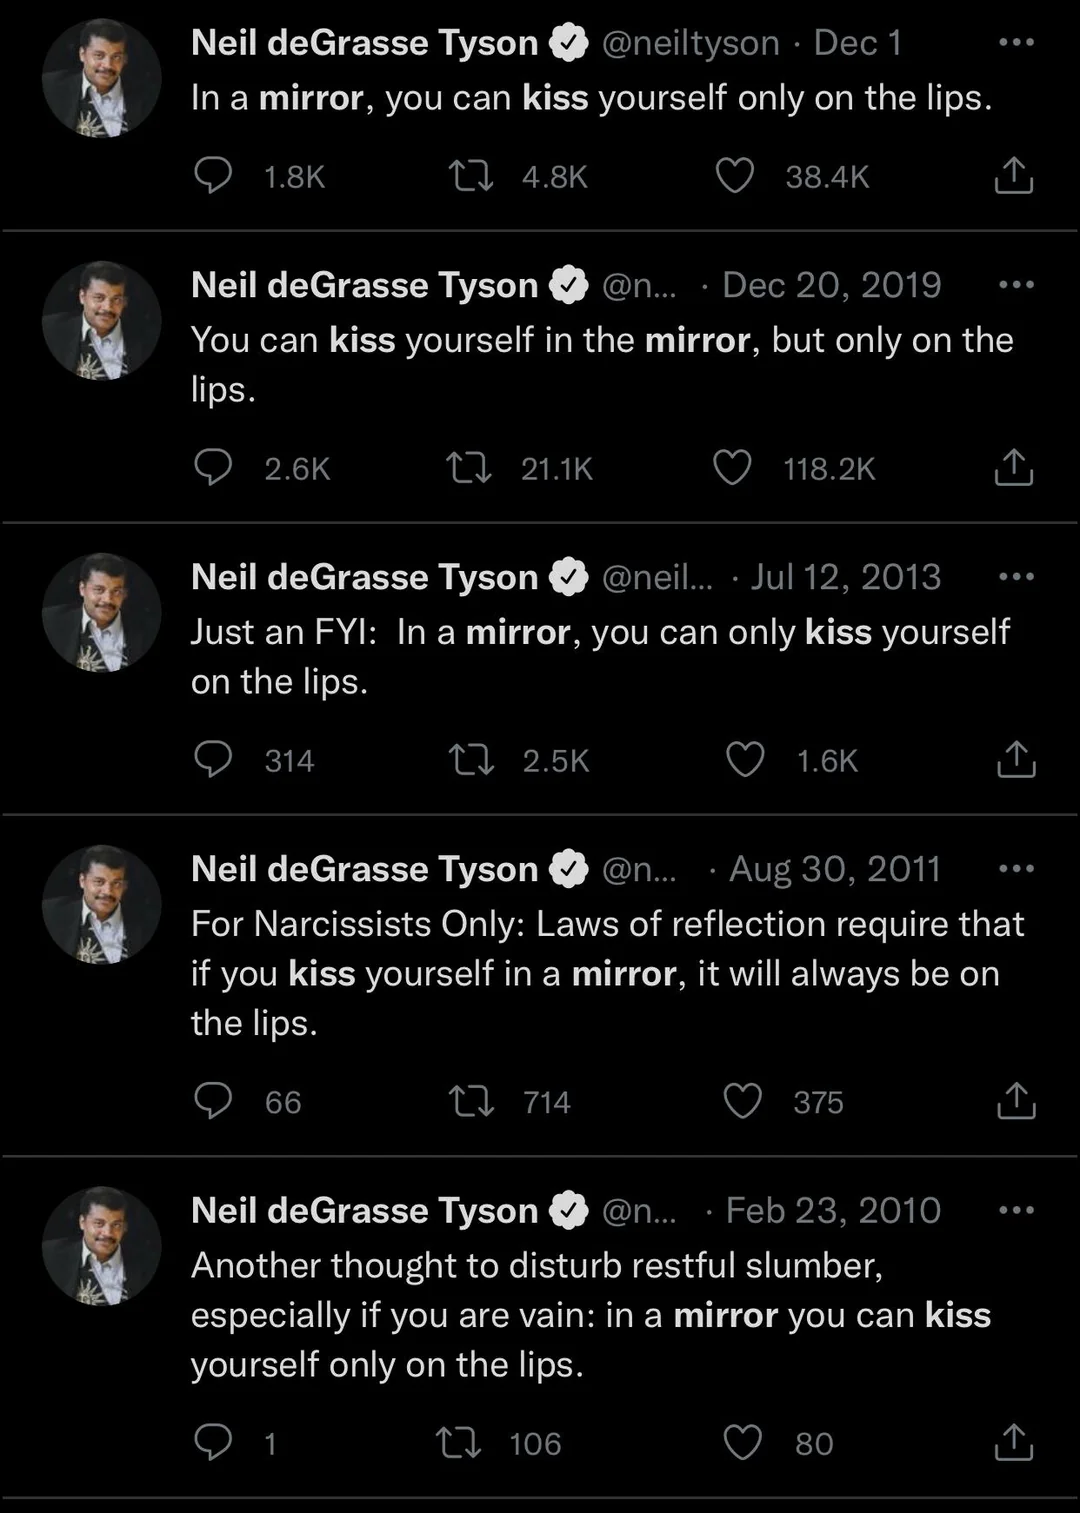 Neil deGrasse Tyson @neiltyson · Dec 1
In a mirror, you can kiss yourself only on the lips.
1.8K 4.8K 38.4K
Neil deGrasse Tyson @n... · Dec 20, 2019
You can kiss yourself in the mirror, but only on the
lips.
2.6K 21.1K 118.2K
Neil deGrasse Tyson @neil... · Jul 12, 2013
Just an FYI:  In a mirror, you can only kiss yourself
on the lips.
314 2.5K 1.6K
Neil deGrasse Tyson @n... · Aug 30, 2011
For Narcissists Only: Laws of reflection require that
if you kiss yourself in a mirror, it will always be on
the lips.
66 714 375
Neil deGrasse Tyson @n... · Feb 23, 2010
Another thought to disturb restful slumber,
especially if you are vain: in a mirror you can kiss
yourself only on the lips.
1 106 80